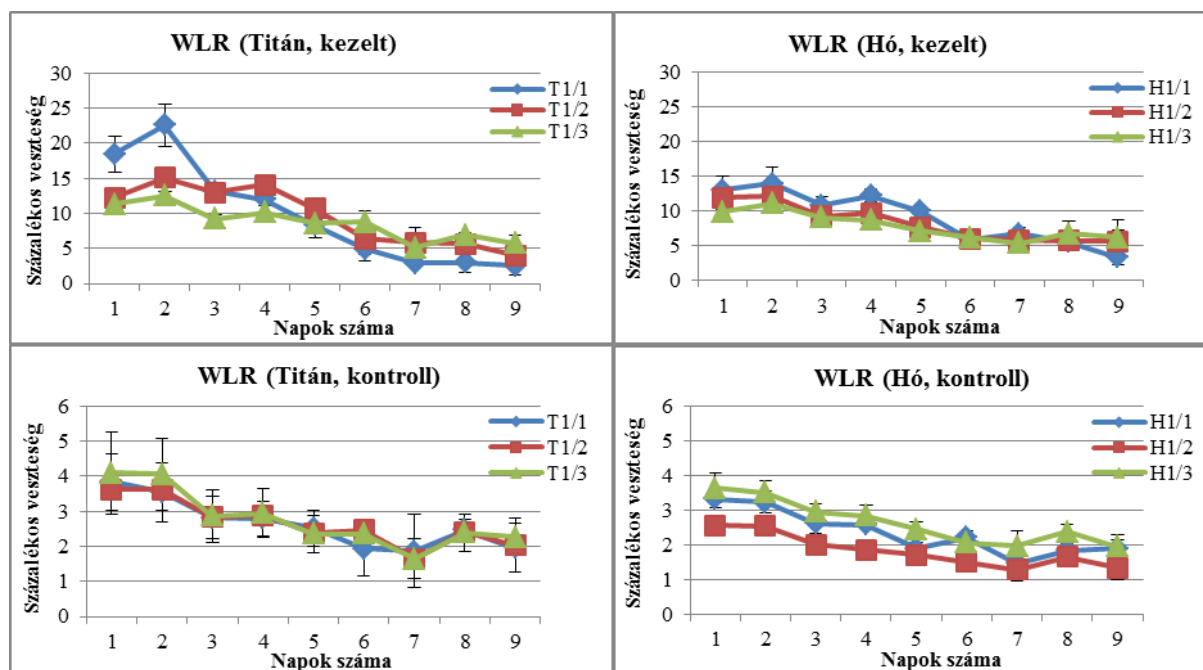 WLR (Titán, kezelt)
Százalékos veszteség
30
25
20
15
10
5
0
1 2 3 4 5 6 7 8 9
Napok száma
T1/1
T1/2
T1/3
WLR (Hó, kezelt)
Százalékos veszteség
30
25
20
15
10
5
0
1 2 3 4 5 6 7 8 9
Napok száma
H1/1
H1/2
H1/3
WLR (Titán, kontroll)
Százalékos veszteség
6
5
4
3
2
1
0
1 2 3 4 5 6 7 8 9
Napok száma
T1/1
T1/2
T1/3
WLR (Hó, kontroll)
Százalékos veszteség
6
5
4
3
2
1
0
1 2 3 4 5 6 7 8 9
Napok száma
H1/1
H1/2
H1/3